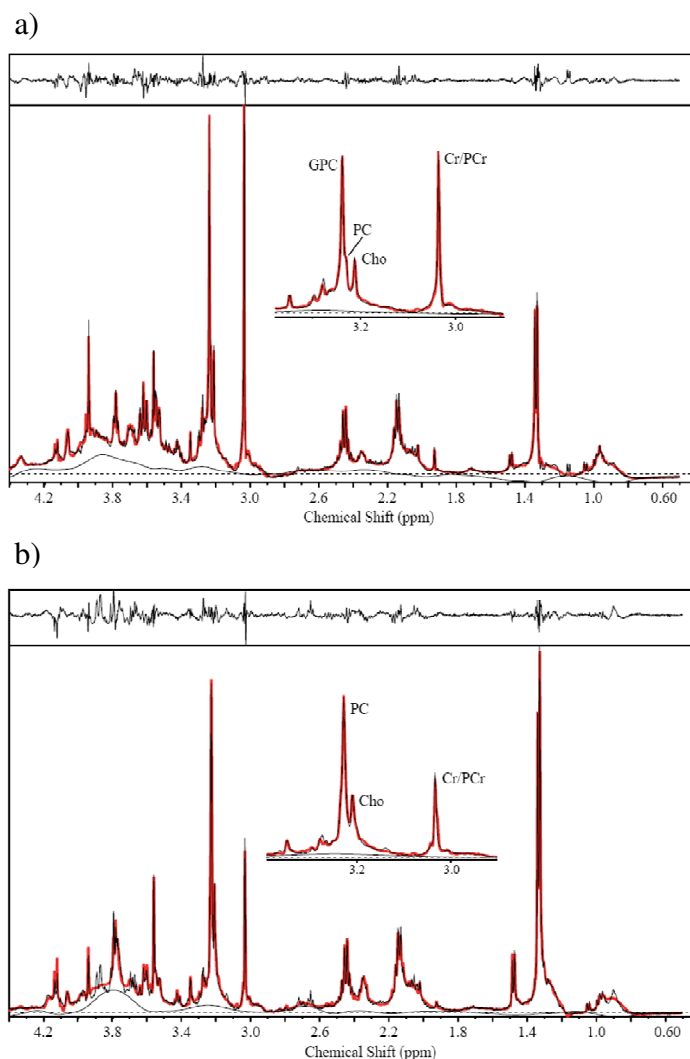 a)
GPC
Cr/PCr
PC
Cho
3.2 3.0
4.2 3.8 3.4 3.0 2.6 2.2 1.8 1.4 1.0 0.60
Chemical Shift (ppm)
b)
PC
Cr/PCr
Cho
3.2 3.0
4.2 3.8 3.4 3.0 2.6 2.2 1.8 1.4 1.0 0.60
Chemical Shift (ppm)